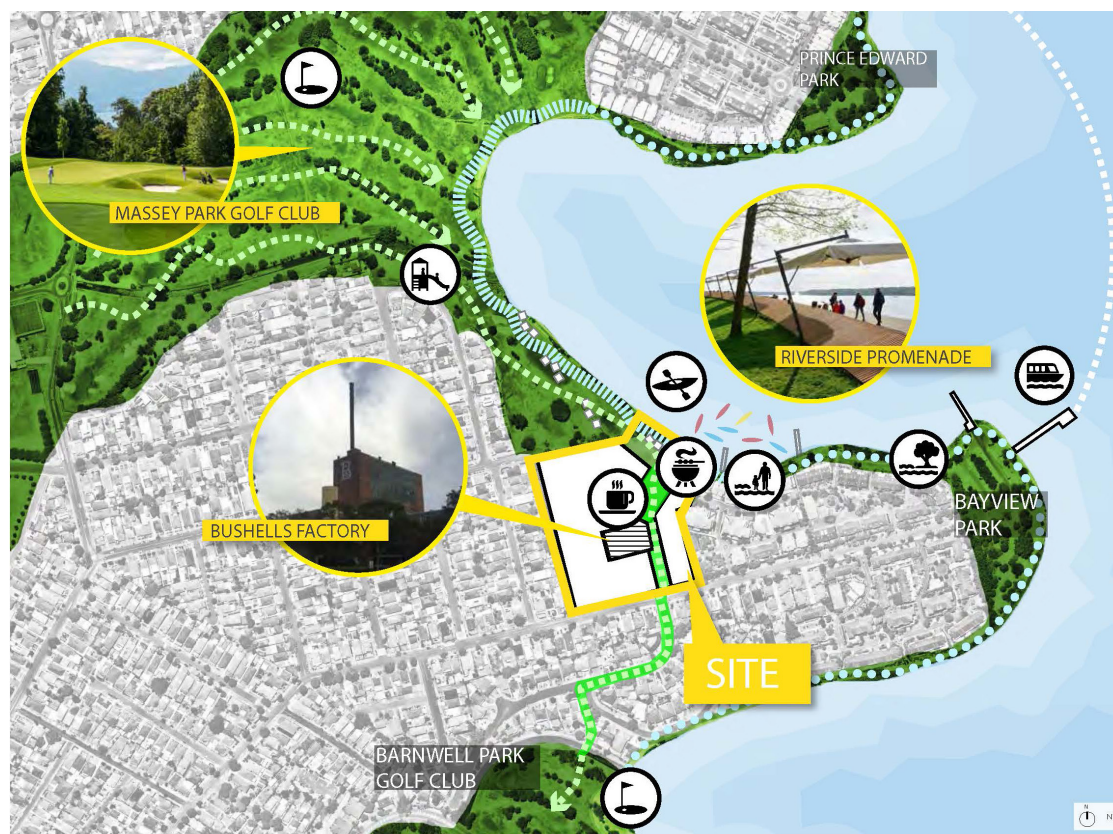 PRINCE EDWARD
PARK
MASSEY PARK GOLF CLUB
RIVERSIDE PROMENADE
BUSHELLS FACTORY
B
BAYVIEW
PARK
SITE
BARNWELL PARK
GOLF CLUB
N
N